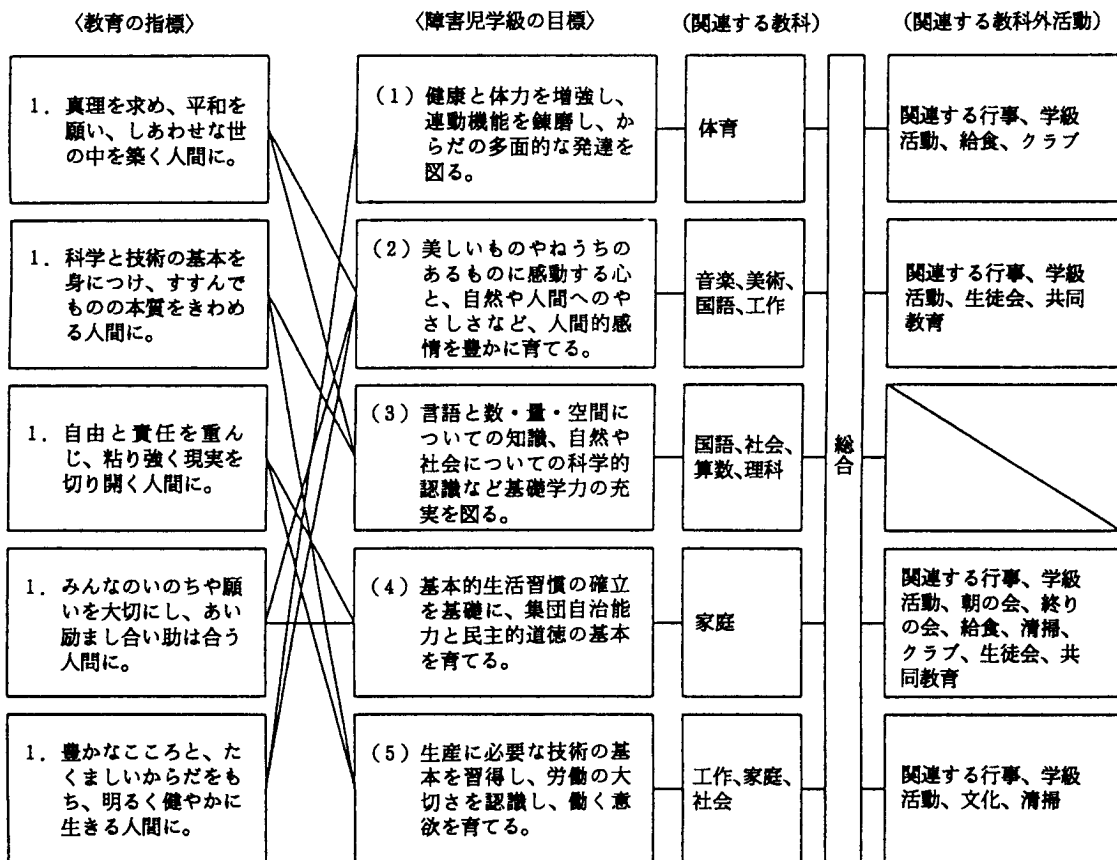 〈教育の指標〉
〈障害児学級の目標〉
(関連する教科)
(関連する教科外活動)
1. 真理を求め、平和を
願い、しあわせな世
の中を築く人間に。
1. 科学と技術の基本を
身につけ、すすんで
ものの本質をきわめ
る人間に。
1. 自由と責任を重ん
じ、粘り強く現実を
切り開く人間に。
1. みんなのいのちや願
いを大切にし、あい
励まし合い助は合う
人間に。
1. 豊かなこころと、た
くましいからだをも
ち、明るく健やかに
生きる人間に。
(1) 健康と体力を増強し、
運動機能を錬磨し、か
らだの多面的な発達を
図る。
(2) 美しいものやねうちの
あるものに感動する心
と、自然や人間へのや
さしさなど、人間的感
情を豊かに育てる。
(3) 言語と数・量・空間に
ついての知識、自然や
社会についての科学的
認識など基礎学力の充
実を図る。
(4) 基本的生活習慣の確立
を基礎に、集団自治能
力と民主的道徳の基本
を育てる。
(5) 生産に必要な技術の基
本を習得し、労働の大
切さを認識し、働く意
欲を育てる。
体育
音楽、美術、
国語、工作
国語、社会、
算数、理科
家庭
工作、家庭、
社会
総合
関連する行事、学級
活動、給食、クラブ
関連する行事、学級
活動、生徒会、共同
教育
関連する行事、学級
活動、朝の会、終り
の会、給食、清掃、
クラブ、生徒会、共
同教育
関連する行事、学級
活動、文化、清掃